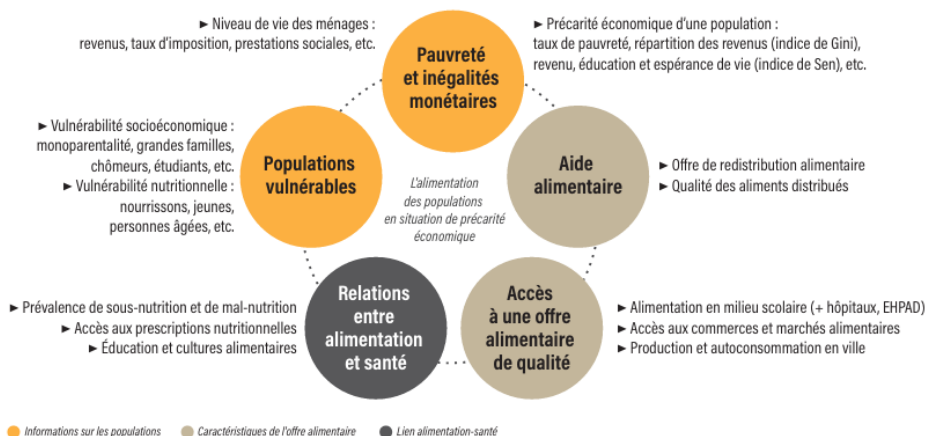 ► Niveau de vie des ménages :
revenus, taux d'imposition, prestations sociales, etc.
Pauvreté
et inégalités
monétaires
► Précarité économique d'une population :
taux de pauvreté, répartition des revenus (indice de Gini),
revenu, éducation et espérance de vie (indice de Sen), etc.
► Vulnérabilité socioéconomique :
monoparentalité, grandes familles,
chômeurs, étudiants, etc.
► Vulnérabilité nutritionnelle :
nourrissons, jeunes,
personnes âgées, etc.
Populations
vulnérables
L'alimentation
des populations
en situation de précarité
économique
Aide
alimentaire
► Offre de redistribution alimentaire
► Qualité des aliments distribués
► Prévalence de sous-nutrition et de mal-nutrition
► Accès aux prescriptions nutritionnelles
► Éducation et cultures alimentaires
Relations
entre
alimentation
et santé
Accès
à une offre
alimentaire
de qualité
► Alimentation en milieu scolaire (+ hôpitaux, EHPAD)
► Accès aux commerces et marchés alimentaires
► Production et autoconsommation en ville
Informations sur les populations
Caractéristiques de l'offre alimentaire
Lien alimentation-santé